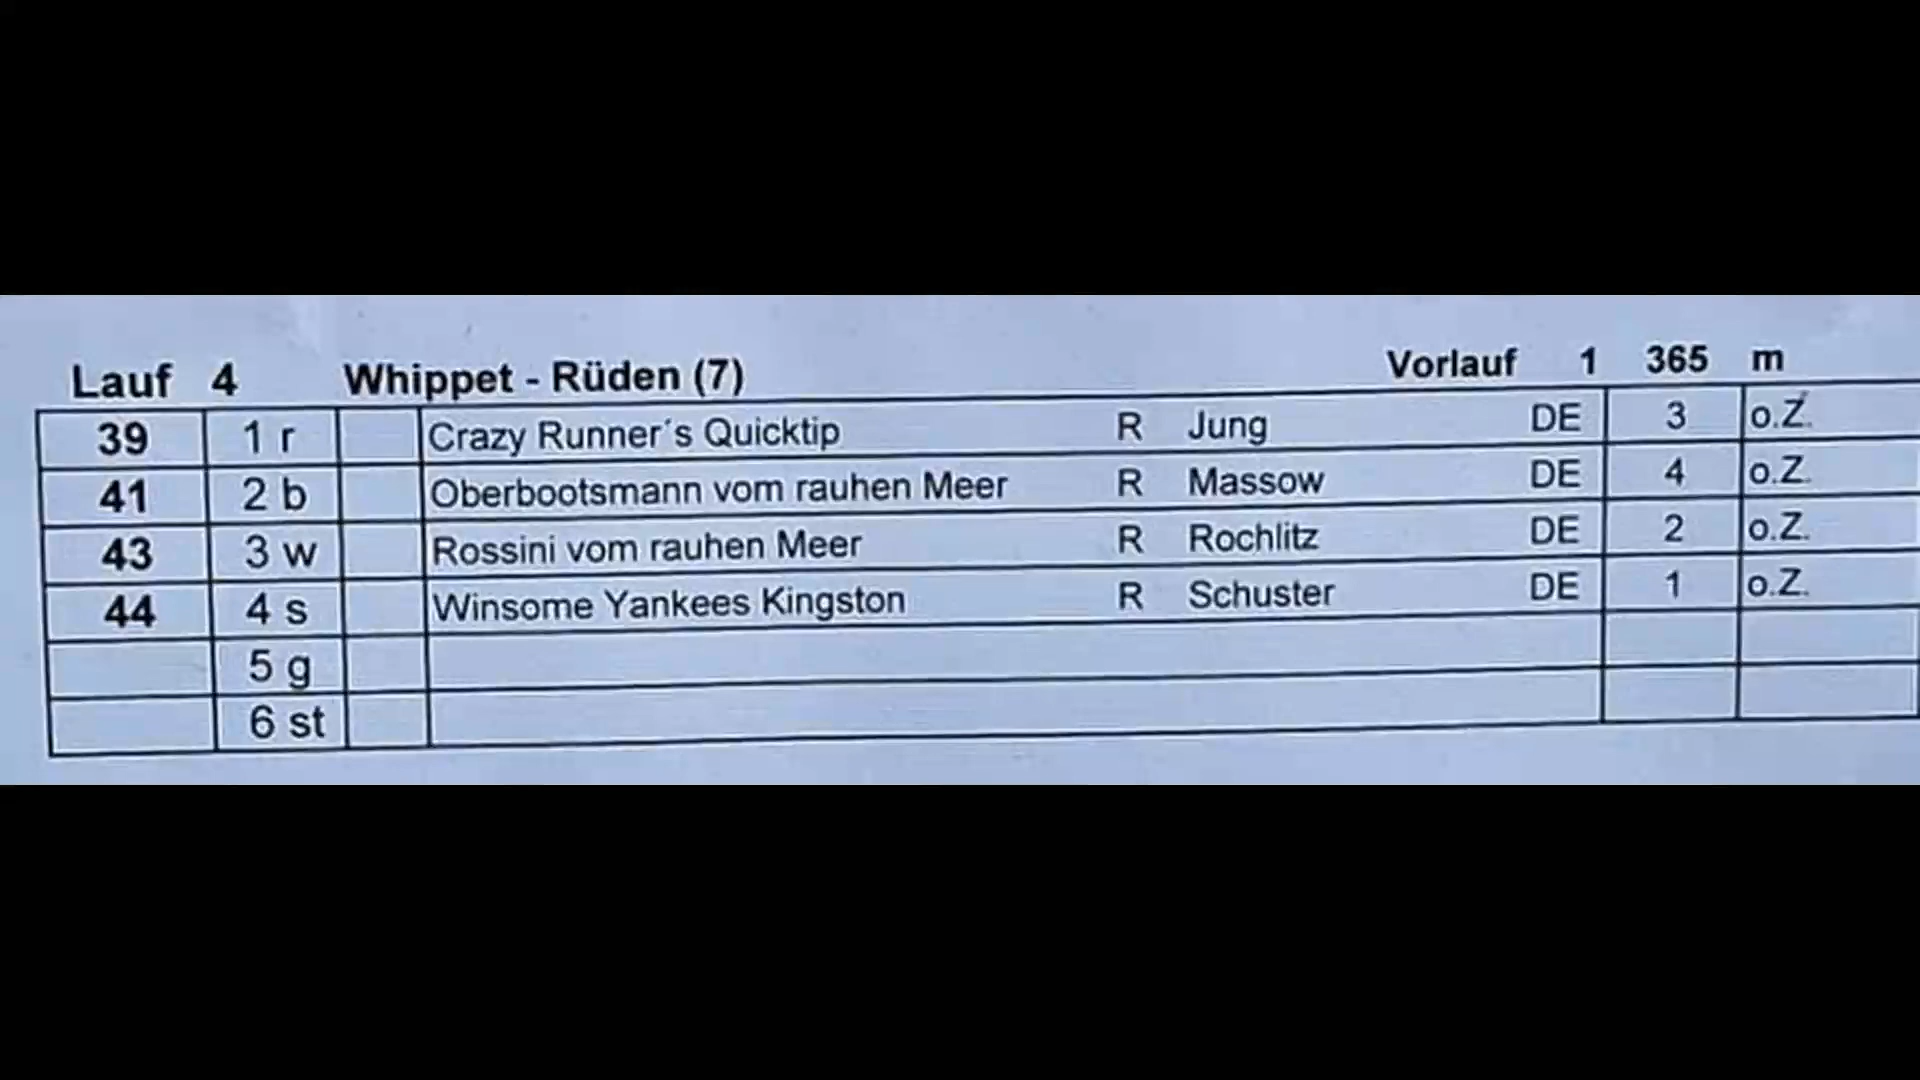 Lauf 4 Whippet - Rüden (7) Vorlauf 1 365 m
39 1 r Crazy Runner´s Quicktip R Jung DE 3 o.Z.
41 2 b Oberbootsmann vom rauhen Meer R Massow DE 4 o.Z.
43 3 w Rossini vom rauhen Meer R Rochlitz DE 2 o.Z.
44 4 s Winsome Yankees Kingston R Schuster DE 1 o.Z.
5 g
6 st